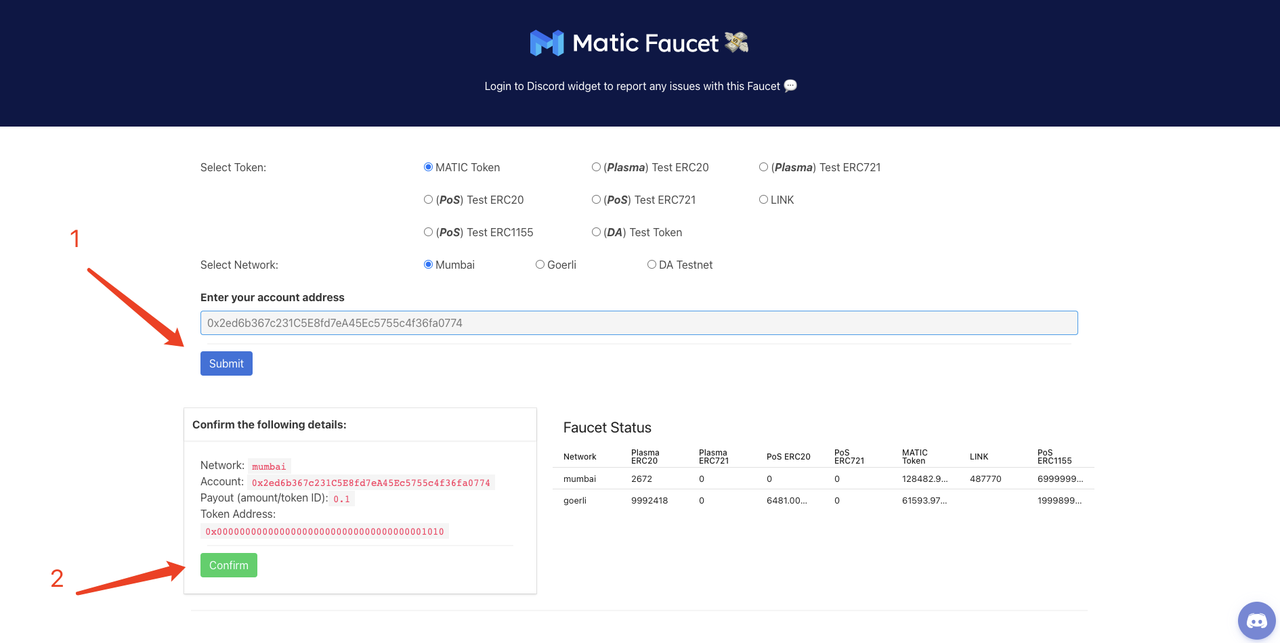 Matic Faucet 💸
Login to Discord widget to report any issues with this Faucet 💬
Select Token: MATIC Token (Plasma) Test ERC20 (Plasma) Test ERC721
(PoS) Test ERC20 (PoS) Test ERC721 LINK
1 (PoS) Test ERC1155 (DA) Test Token
Select Network: Mumbai Goerli DA Testnet
Enter your account address
0x2ed6b367c231C5E8fd7eA45Ec5755c4f36fa0774
Submit
Confirm the following details:
Network: mumbai
Account: 0x2ed6b367c231C5E8fd7eA45Ec5755c4f36fa0774
Payout (amount/token ID): 0.1
Token Address:
0x0000000000000000000000000000000000001010
2 Confirm
Faucet Status
Network Plasma ERC20 Plasma ERC721 PoS ERC20 PoS ERC721 MATIC Token LINK PoS ERC1155
mumbai 2672 0 0 0 128482.9... 487770 6999999...
goerli 9992418 0 6481.00... 61593.97... 1999899...